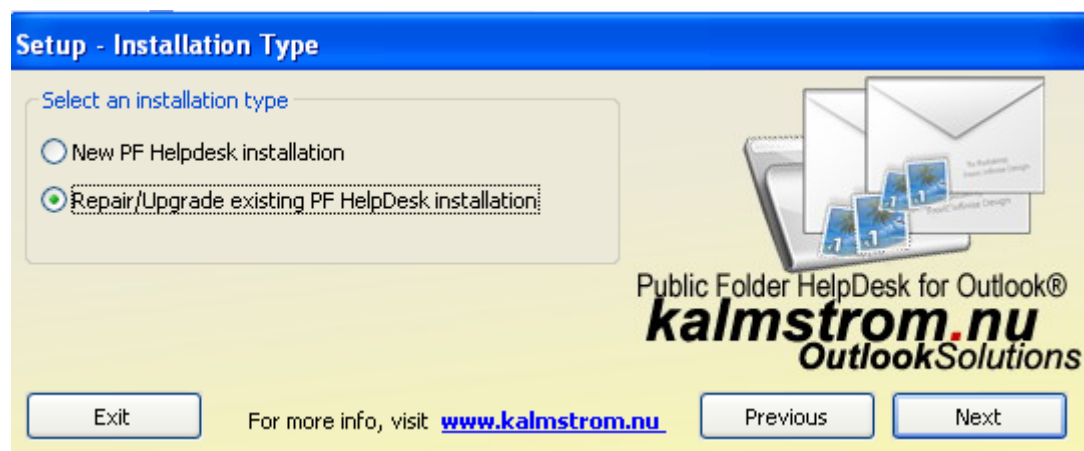 Setup - Installation Type
Select an installation type
New PF Helpdesk installation
Repair/Upgrade existing PF HelpDesk installation
Public Folder HelpDesk for Outlook®
kalmstrom.nu
OutlookSolutions
Exit
For more info, visit www.kalmstrom.nu
Previous
Next